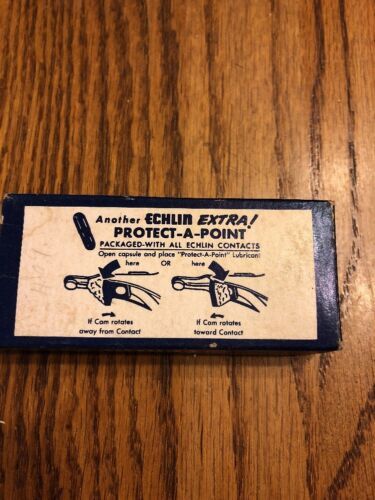 Another ECHLIN EXTRA!
PROTECT-A-POINT
PACKAGED-WITH ALL ECHLIN CONTACTS
Open capsule and place "Protect-A-Point" Lubricant
here OR here
If Cam rotates away from Contact
If Cam rotates toward Contact